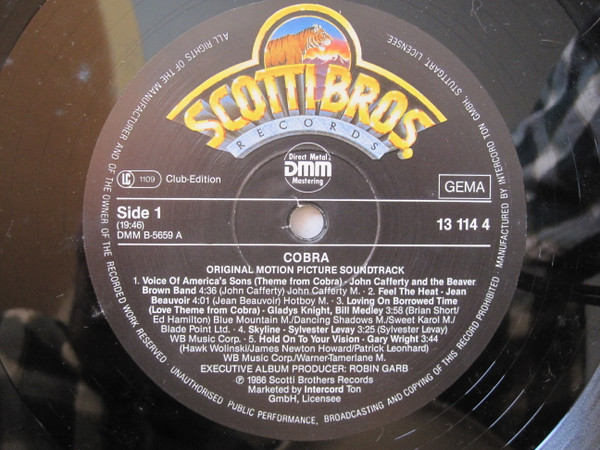 SCOTTI BROS.
RECORDS
Direct Metal
DMM
Mastering
LC 1109 Club-Edition
GEMA
Side 1
(19:46)
DMM B-5659 A
13 114 4
COBRA
ORIGINAL MOTION PICTURE SOUNDTRACK
1. Voice Of America's Sons (Theme from Cobra) - John Cafferty and the Beaver
Brown Band 4:36 (John Cafferty) John Cafferty M. · 2. Feel The Heat - Jean
Beauvoir 4:01 (Jean Beauvoir) Hotboy M. · 3. Loving On Borrowed Time
(Love Theme from Cobra) - Gladys Knight, Bill Medley 3:58 (Brian Short/
Ed Hamilton) Blue Mountain M./Dancing Shadows M./Sweet Karol M./
Blade Point Ltd. · 4. Skyline - Sylvester Levay 3:25 (Sylvester Levay)
WB Music Corp. · 5. Hold On To Your Vision - Gary Wright 3:44
(Hawk Wolinski/James Newton Howard/Patrick Leonhard)
WB Music Corp./Warner-Tamerlane M.
EXECUTIVE ALBUM PRODUCER: ROBIN GARB
℗ 1986 Scotti Brothers Records
Marketed by Intercord Ton
GmbH, Licensee
ALL RIGHTS OF THE MANUFACTURER AND OF THE OWNER OF THE RECORDED WORK RESERVED. UNAUTHORISED PUBLIC PERFORMANCE, BROADCASTING AND COPYING OF THIS RECORD PROHIBITED. MANUFACTURED BY INTERCORD TON GMBH, STUTTGART, LICENSEE.